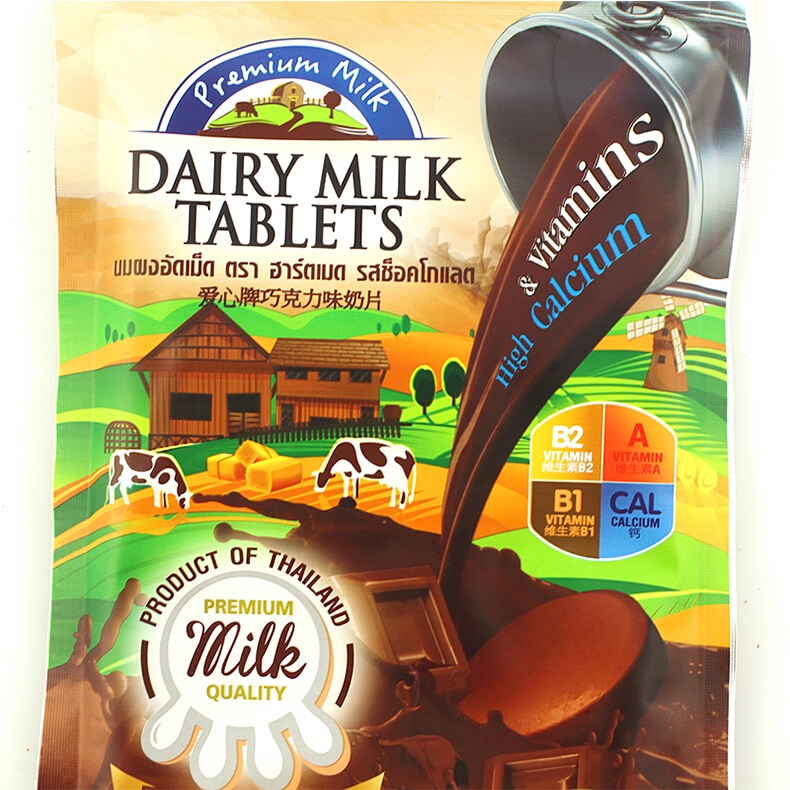 Premium Milk
DAIRY MILK
TABLETS
นมผงอัดเม็ด ตรา ฮาร์ตเมด รสช็อคโกแลต
爱心牌巧克力味奶片
& Vitamins
High Calcium
B2
VITAMIN
维生素B2
A
VITAMIN
维生素A
B1
VITAMIN
维生素B1
CAL
CALCIUM
钙
PRODUCT OF THAILAND
PREMIUM
Milk
QUALITY